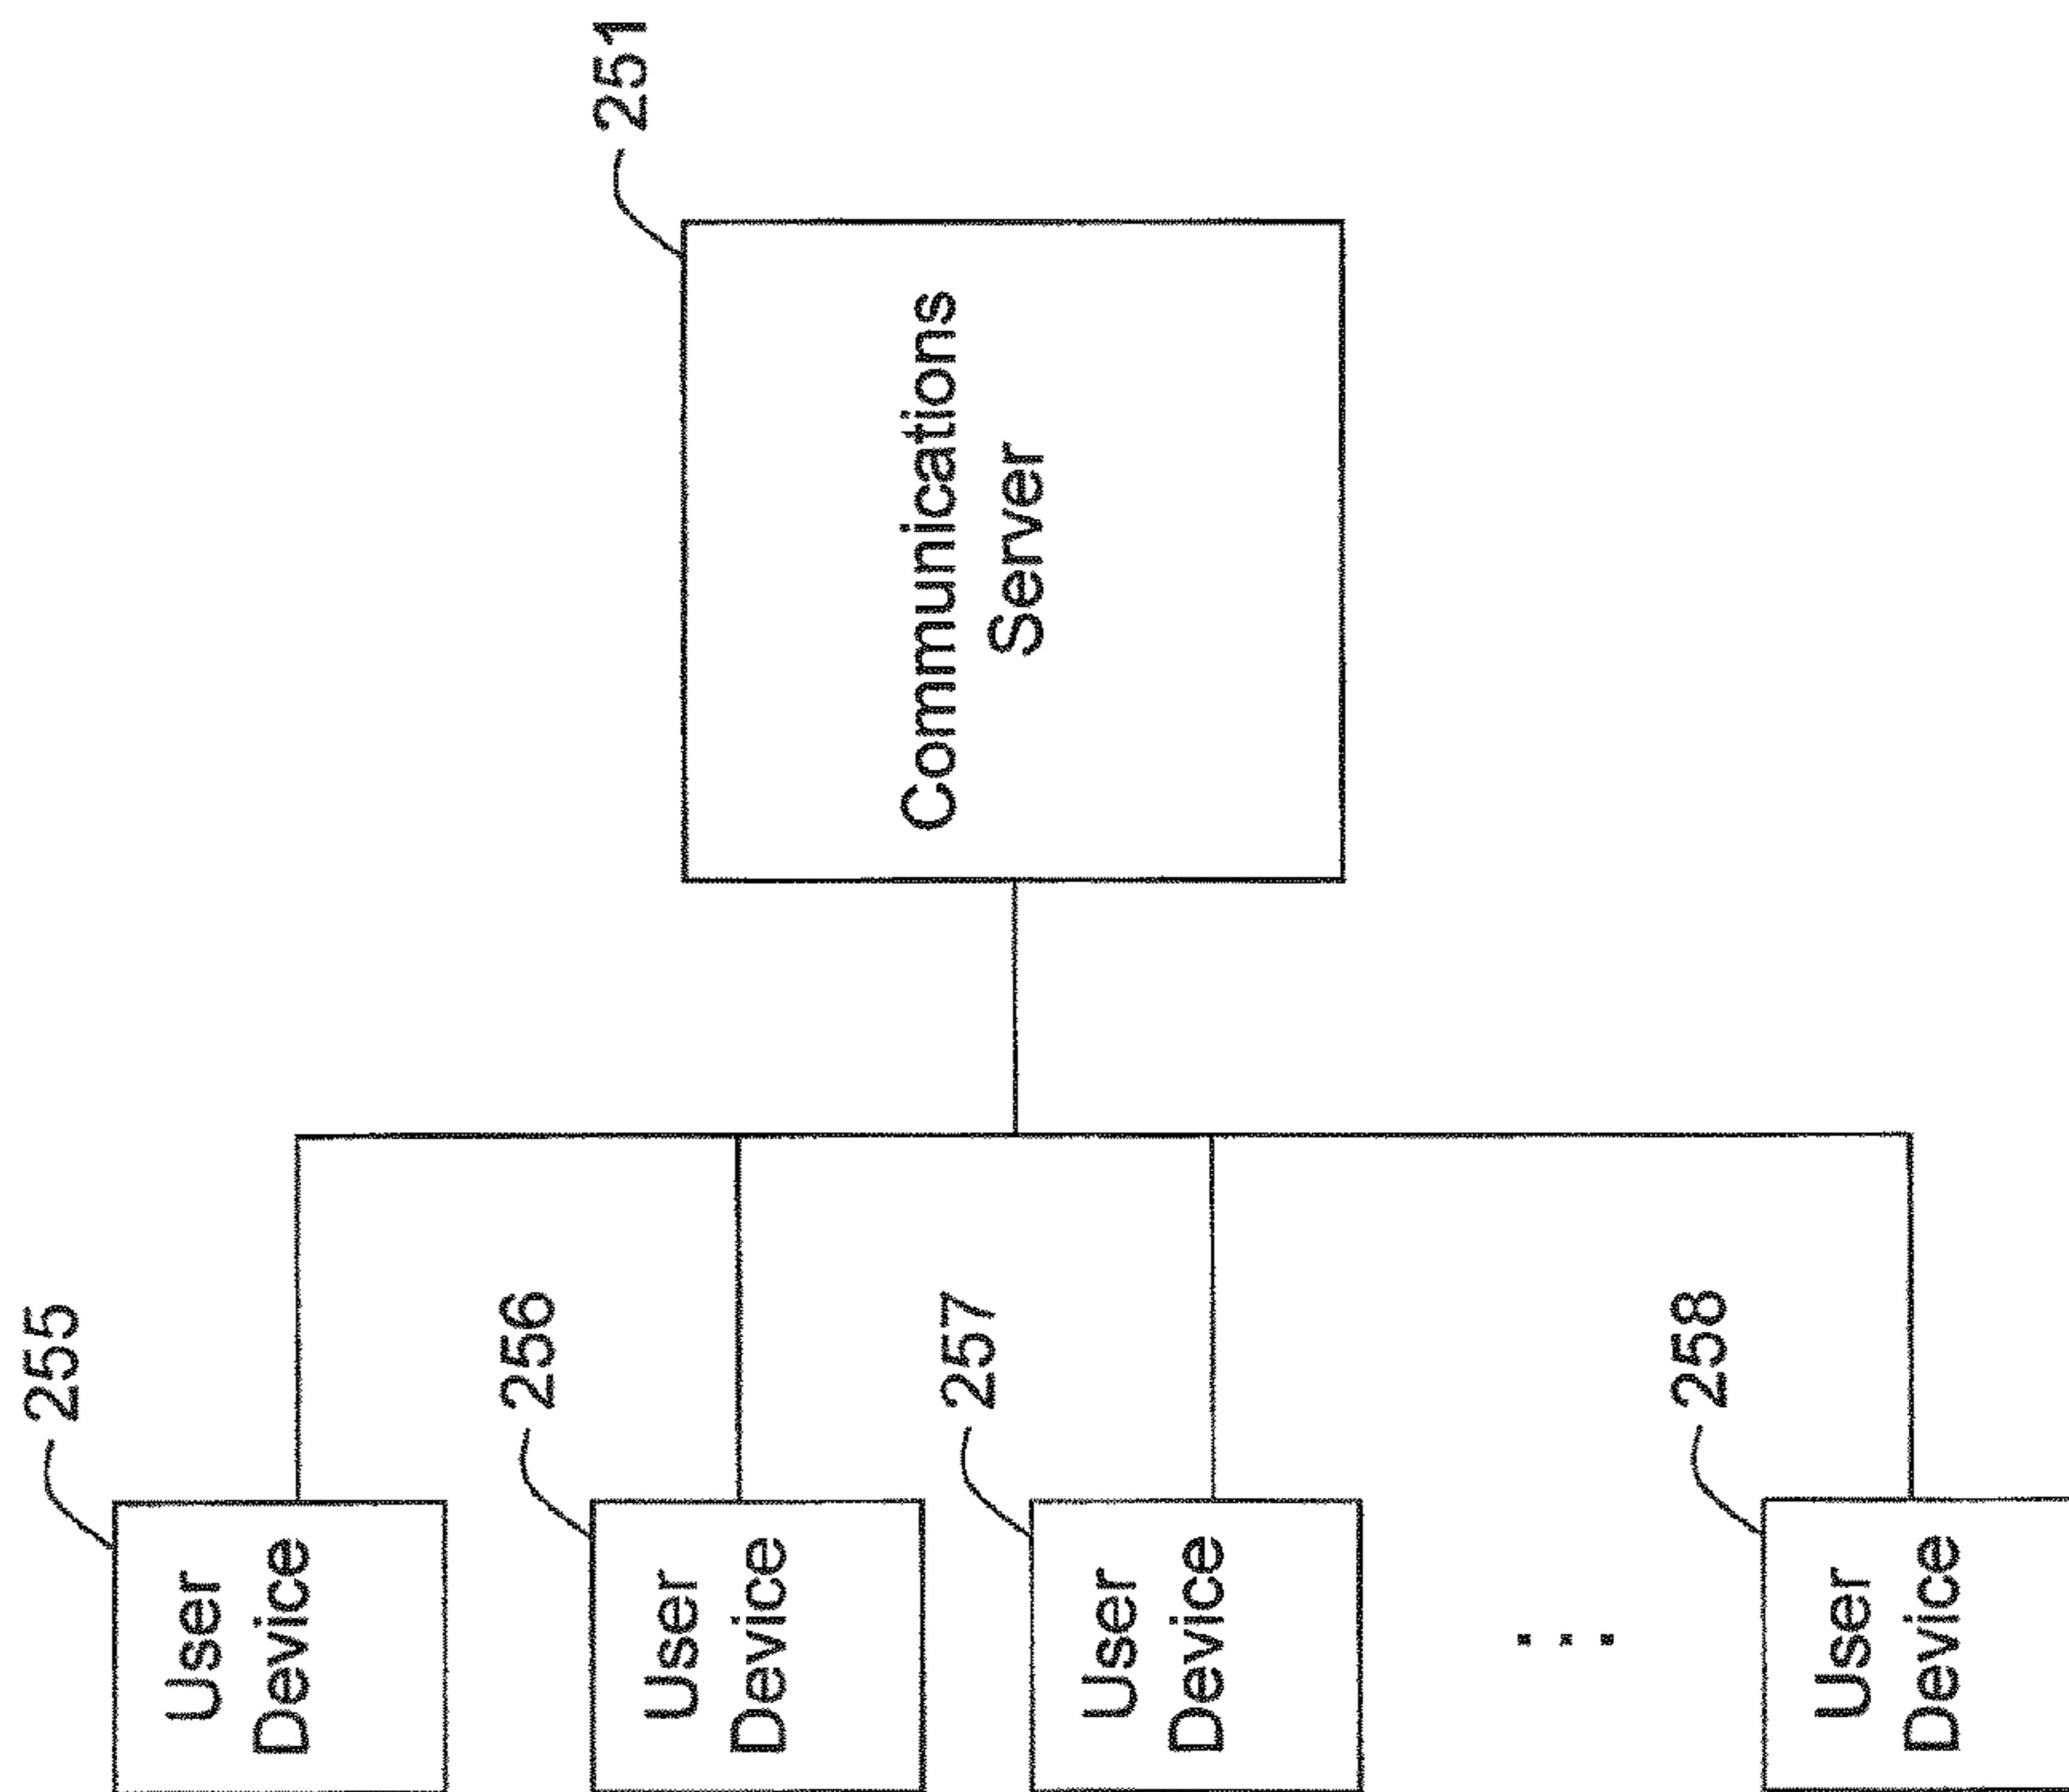 255
User
Device
256
User
Device
257
User
Device
...
258
User
Device
251
Communications
Server